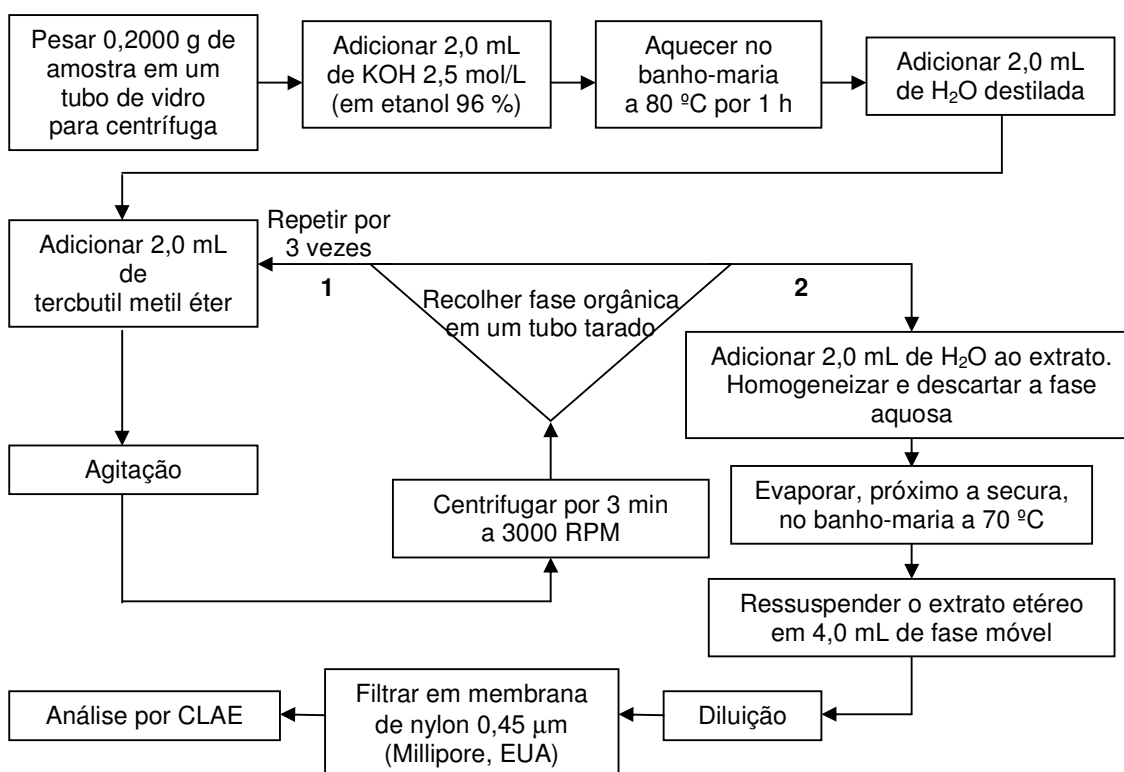 Pesar 0,2000 g de
amostra em um
tubo de vidro
para centrífuga
Adicionar 2,0 mL
de KOH 2,5 mol/L
(em etanol 96 %)
Aquecer no
banho-maria
a 80 ºC por 1 h
Adicionar 2,0 mL
de H₂O destilada
Adicionar 2,0 mL
de
tercbutil metil éter
Repetir por
3 vezes
1
Recolher fase orgânica
em um tubo tarado
2
Adicionar 2,0 mL de H₂O ao extrato.
Homogeneizar e descartar a fase
aquosa
Agitação
Centrifugar por 3 min
a 3000 RPM
Evaporar, próximo a secura,
no banho-maria a 70 ºC
Ressuspender o extrato etéreo
em 4,0 mL de fase móvel
Diluição
Filtrar em membrana
de nylon 0,45 µm
(Millipore, EUA)
Análise por CLAE